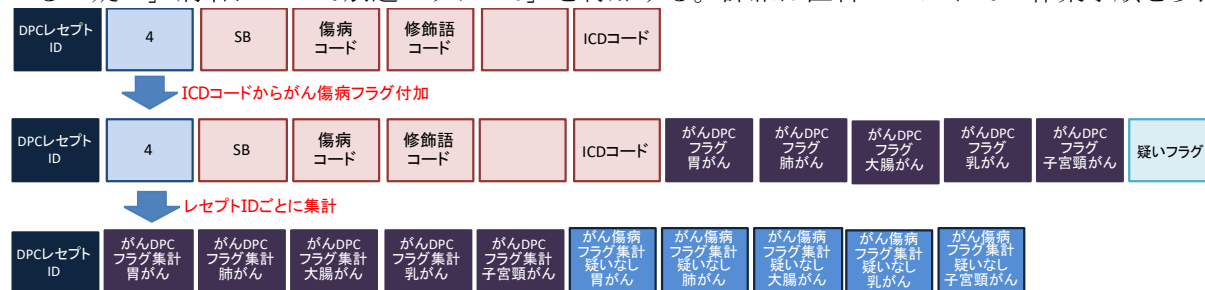 DPCレセプト
ID
4
SB
傷病
コード
修飾語
コード
ICDコード
ICDコードからがん傷病フラグ付加
DPCレセプト
ID
4
SB
傷病
コード
修飾語
コード
ICDコード
がんDPC
フラグ
胃がん
がんDPC
フラグ
肺がん
がんDPC
フラグ
大腸がん
がんDPC
フラグ
乳がん
がんDPC
フラグ
子宮頸がん
疑いフラグ
レセプトIDごとに集計
DPCレセプト
ID
がんDPC
フラグ集計
胃がん
がんDPC
フラグ集計
肺がん
がんDPC
フラグ集計
大腸がん
がんDPC
フラグ集計
乳がん
がんDPC
フラグ集計
子宮頸がん
がん傷病
フラグ集計
疑いなし
胃がん
がん傷病
フラグ集計
疑いなし
肺がん
がん傷病
フラグ集計
疑いなし
大腸がん
がん傷病
フラグ集計
疑いなし
乳がん
がん傷病
フラグ集計
疑いなし
子宮頸がん